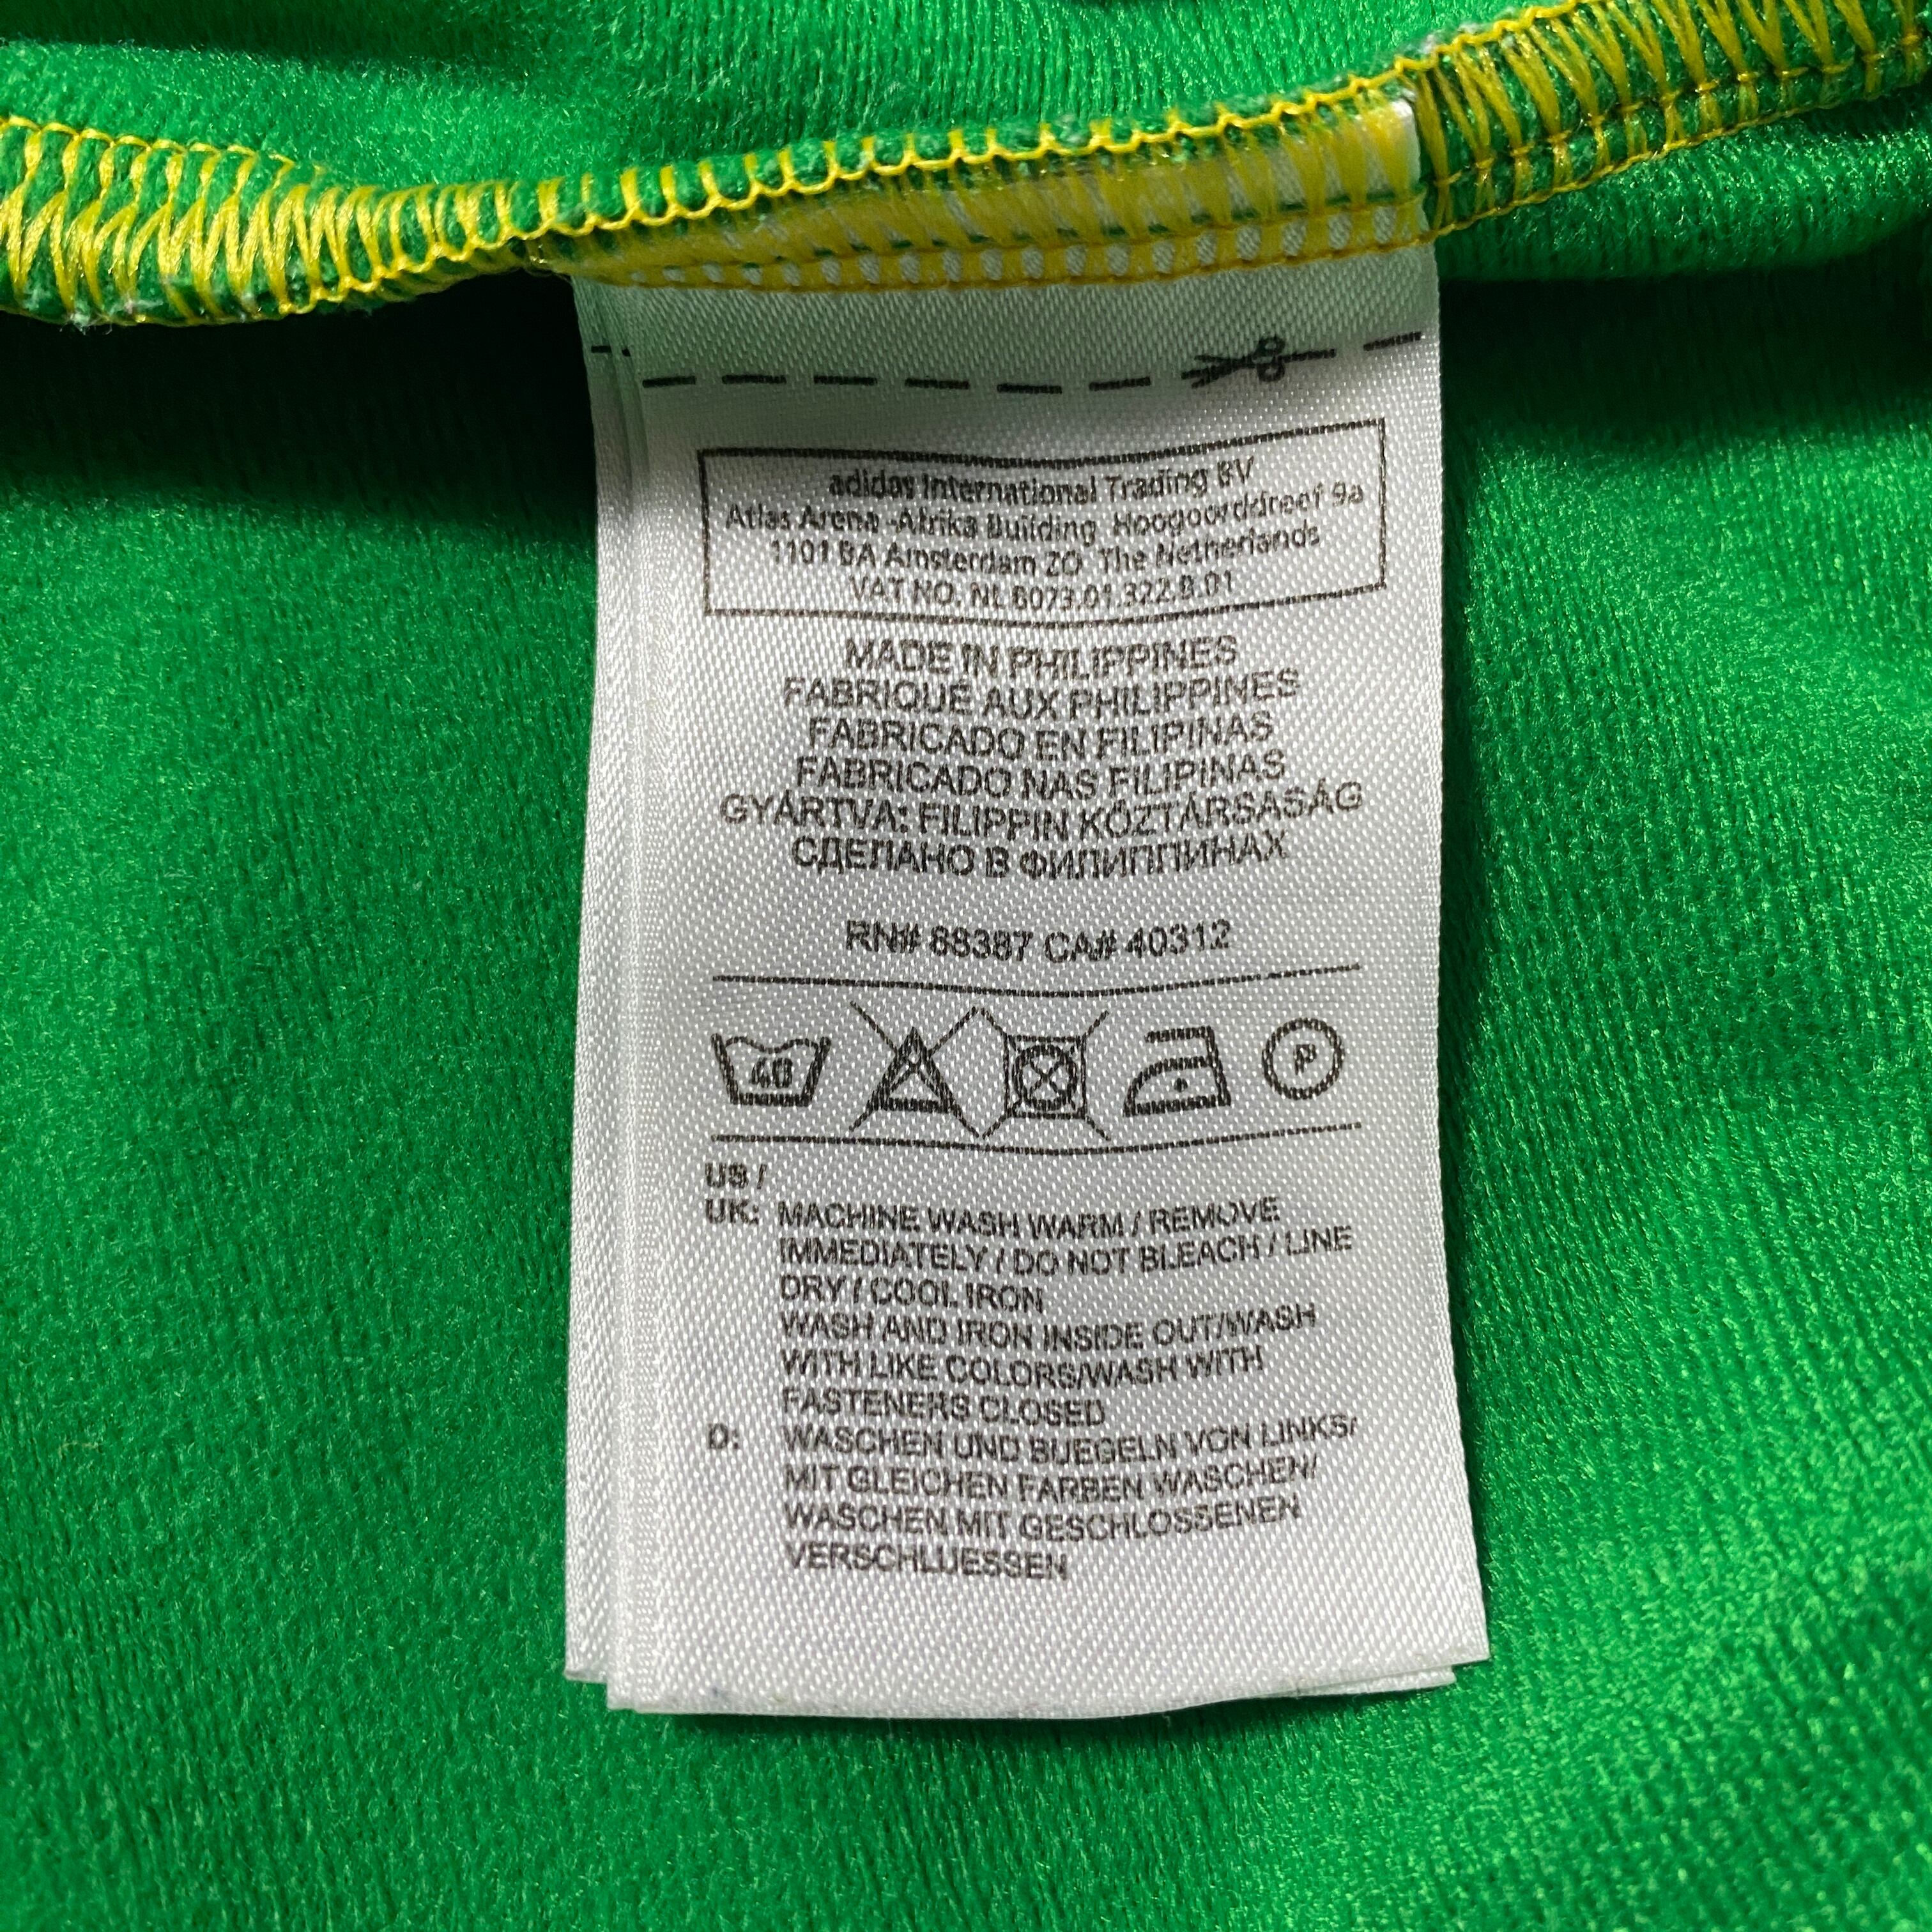 adidas International Trading BV
Atlas Arena -Afrika Building Hoogoorddreef 9a
1101 BA Amsterdam ZO The Netherlands
VAT NO. NL 8073.01.322.B.01
MADE IN PHILIPPINES
FABRIQUE AUX PHILIPPINES
FABRICADO EN FILIPINAS
FABRICADO NAS FILIPINAS
GYÁRTVA: FILIPPIN KÖZTÁRSASÁG
СДЕЛАНО В ФИЛИППИНАХ
RN# 88387 CA# 40312
40 P
US /
UK: MACHINE WASH WARM / REMOVE
IMMEDIATELY / DO NOT BLEACH / LINE
DRY / COOL IRON
WASH AND IRON INSIDE OUT/WASH
WITH LIKE COLORS/WASH WITH
FASTENERS CLOSED
D: WASCHEN UND BUEGELN VON LINKS/
MIT GLEICHEN FARBEN WASCHEN/
WASCHEN MIT GESCHLOSSENEN
VERSCHLUESSEN